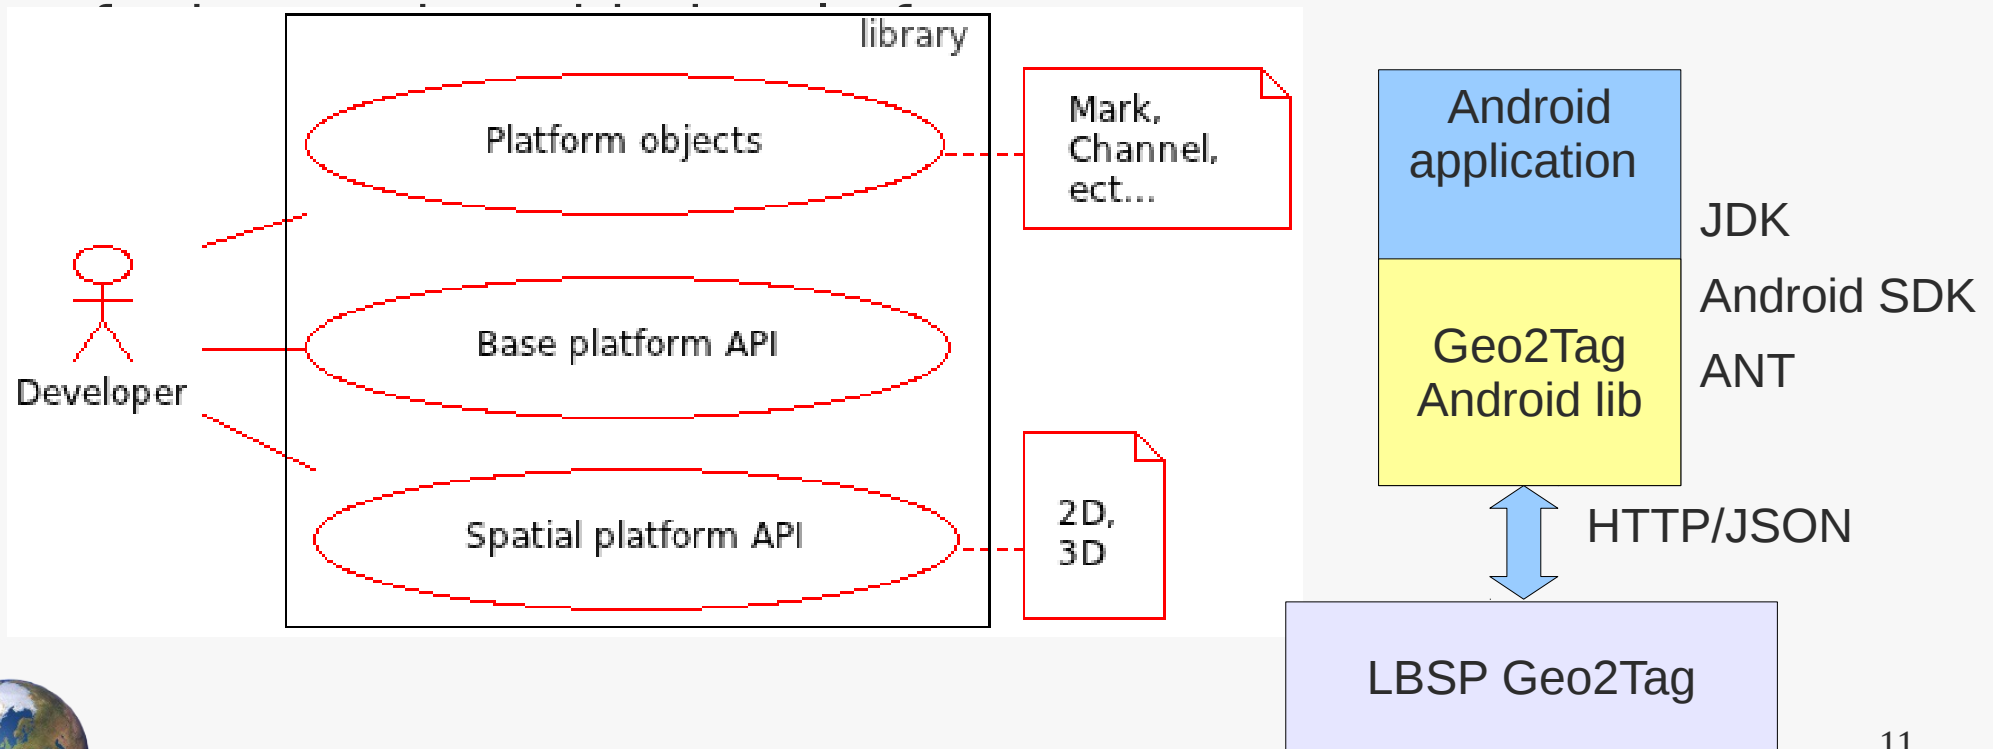 library
Platform objects
Mark,
Channel,
ect...
Developer
Base platform API
Spatial platform API
2D,
3D
Android
application
JDK
Android SDK
ANT
Geo2Tag
Android lib
HTTP/JSON
LBSP Geo2Tag
11